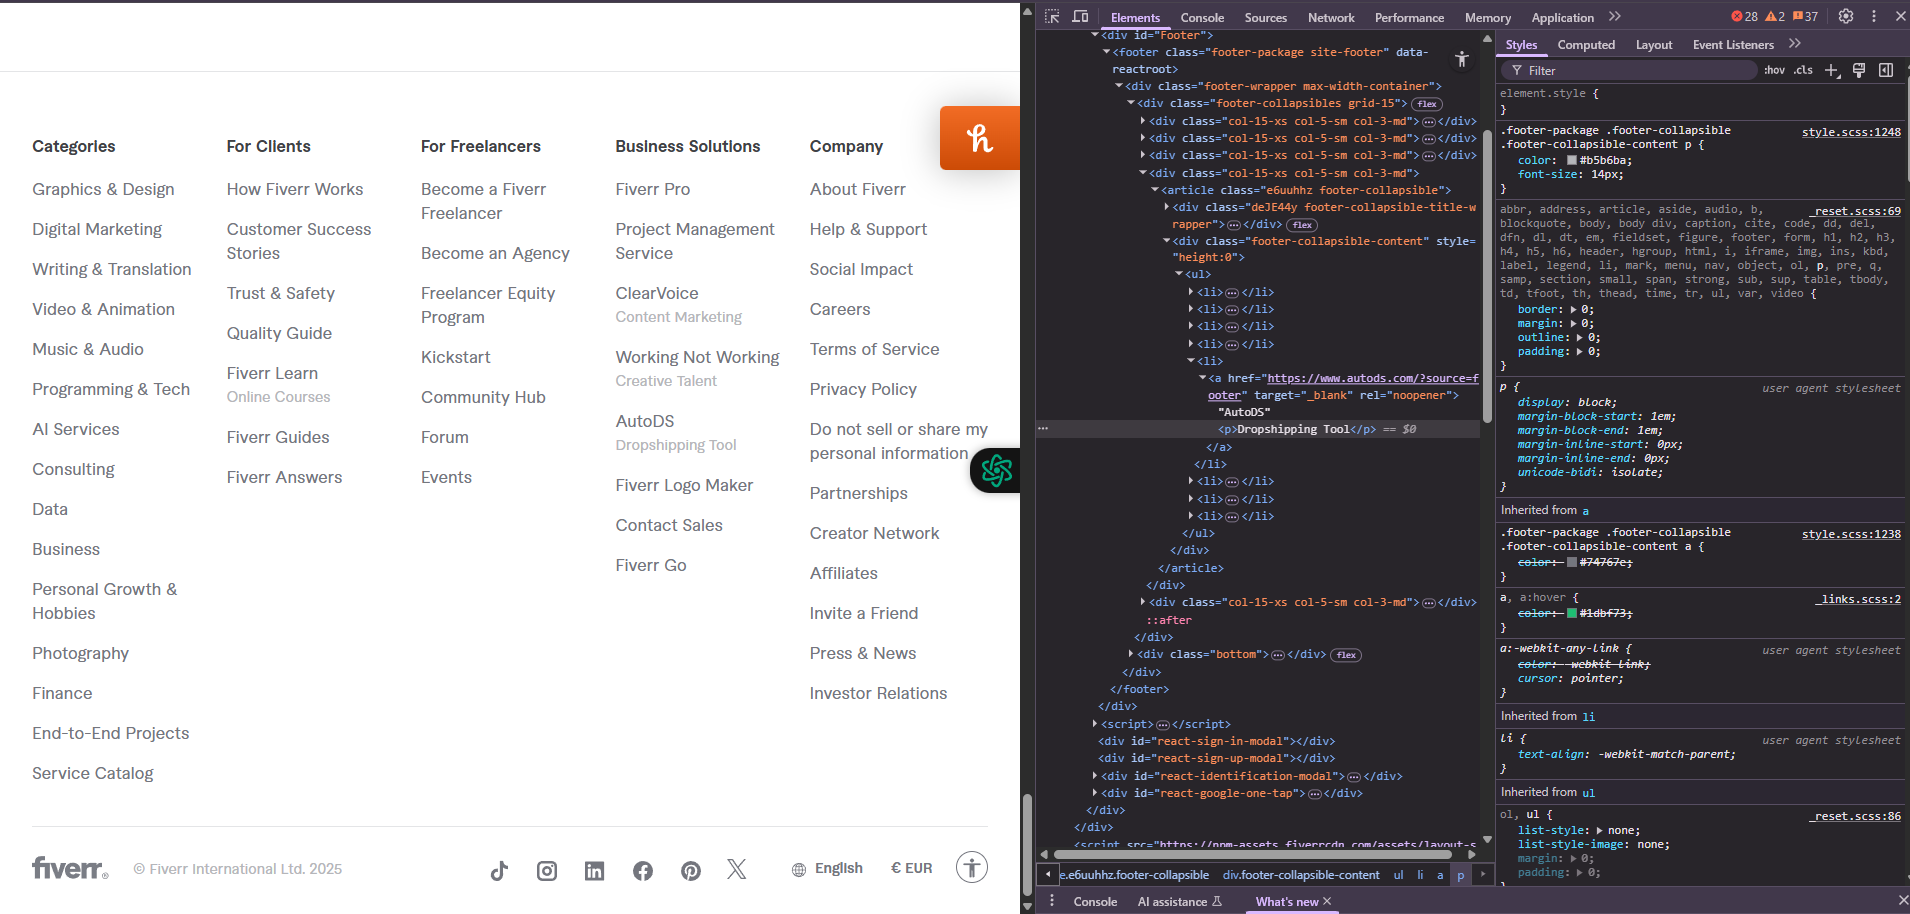 Categories
Graphics & Design
Digital Marketing
Writing & Translation
Video & Animation
Music & Audio
Programming & Tech
AI Services
Consulting
Data
Business
Personal Growth &
Hobbies
Photography
Finance
End-to-End Projects
Service Catalog
For Clients
How Fiverr Works
Customer Success
Stories
Trust & Safety
Quality Guide
Fiverr Learn
Online Courses
Fiverr Guides
Fiverr Answers
For Freelancers
Become a Fiverr
Freelancer
Become an Agency
Freelancer Equity
Program
Kickstart
Community Hub
Forum
Events
Business Solutions
Fiverr Pro
Project Management
Service
ClearVoice
Content Marketing
Working Not Working
Creative Talent
AutoDS
Dropshipping Tool
Fiverr Logo Maker
Contact Sales
Fiverr Go
Company
About Fiverr
Help & Support
Social Impact
Careers
Terms of Service
Privacy Policy
Do not sell or share my
personal information
Partnerships
Creator Network
Affiliates
Invite a Friend
Press & News
Investor Relations
h
fiverr.
© Fiverr International Ltd. 2025
English
€ EUR
Elements Console Sources Network Performance Memory Application 28 2 37
<div id="Footer">
<footer class="footer-package site-footer" data-
reactroot>
<div class="footer-wrapper max-width-container">
<div class="footer-collapsibles grid-15"> flex
<div class="col-15-xs col-5-sm col-3-md">…</div>
<div class="col-15-xs col-5-sm col-3-md">…</div>
<div class="col-15-xs col-5-sm col-3-md">…</div>
<div class="col-15-xs col-5-sm col-3-md">
<article class="e6uuhhz footer-collapsible">
<div class="deJE44y footer-collapsible-title-w
rapper">…</div> flex
<div class="footer-collapsible-content" style=
"height:0">
<ul>
<li>…</li>
<li>…</li>
<li>…</li>
<li>…</li>
<li>
<a href="https://www.autods.com/?source=f
ooter" target="_blank" rel="noopener">
"AutoDS"
… <p>Dropshipping Tool</p> == $0
</a>
</li>
<li>…</li>
<li>…</li>
<li>…</li>
</ul>
</div>
</article>
</div>
<div class="col-15-xs col-5-sm col-3-md">…</div>
::after
</div>
<div class="bottom">…</div> flex
</div>
</footer>
</div>
<script>…</script>
<div id="react-sign-in-modal"></div>
<div id="react-sign-up-modal"></div>
<div id="react-identification-modal">…</div>
<div id="react-google-one-tap">…</div>
</div>
</div>
<script src="https://npm-assets.fiverrcdn.com/assets/layout-s
e.e6uuhhz.footer-collapsible div.footer-collapsible-content ul li a p
Styles Computed Layout Event Listeners
Filter :hov .cls
element.style {
}
.footer-package .footer-collapsible style.scss:1248
.footer-collapsible-content p {
color: #b5b6ba;
font-size: 14px;
}
abbr, address, article, aside, audio, b, _reset.scss:69
blockquote, body, body div, caption, cite, code, dd, del,
dfn, dl, dt, em, fieldset, figure, footer, form, h1, h2, h3,
h4, h5, h6, header, hgroup, html, i, iframe, img, ins, kbd,
label, legend, li, mark, menu, nav, object, ol, p, pre, q,
samp, section, small, span, strong, sub, sup, table, tbody,
td, tfoot, th, thead, time, tr, ul, var, video {
border: 0;
margin: 0;
outline: 0;
padding: 0;
}
p { user agent stylesheet
display: block;
margin-block-start: 1em;
margin-block-end: 1em;
margin-inline-start: 0px;
margin-inline-end: 0px;
unicode-bidi: isolate;
}
Inherited from a
.footer-package .footer-collapsible style.scss:1238
.footer-collapsible-content a {
color: #74767e;
}
a, a:hover { _links.scss:2
color: #1dbf73;
}
a:-webkit-any-link { user agent stylesheet
color: -webkit-link;
cursor: pointer;
}
Inherited from li
li { user agent stylesheet
text-align: -webkit-match-parent;
}
Inherited from ul
ol, ul { _reset.scss:86
list-style: none;
list-style-image: none;
margin: 0;
padding: 0;
}
Console AI assistance What's new